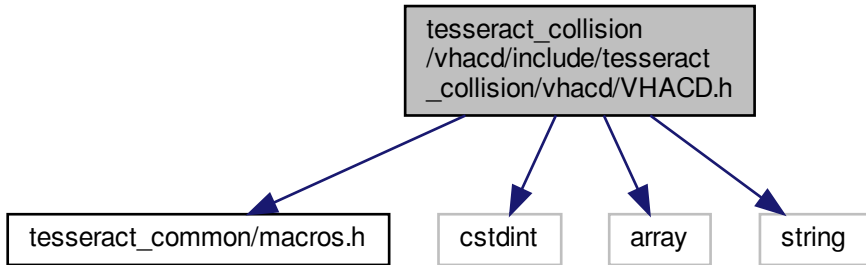 tesseract_collision
/vhacd/include/tesseract
_collision/vhacd/VHACD.h
tesseract_common/macros.h
cstdint
array
string